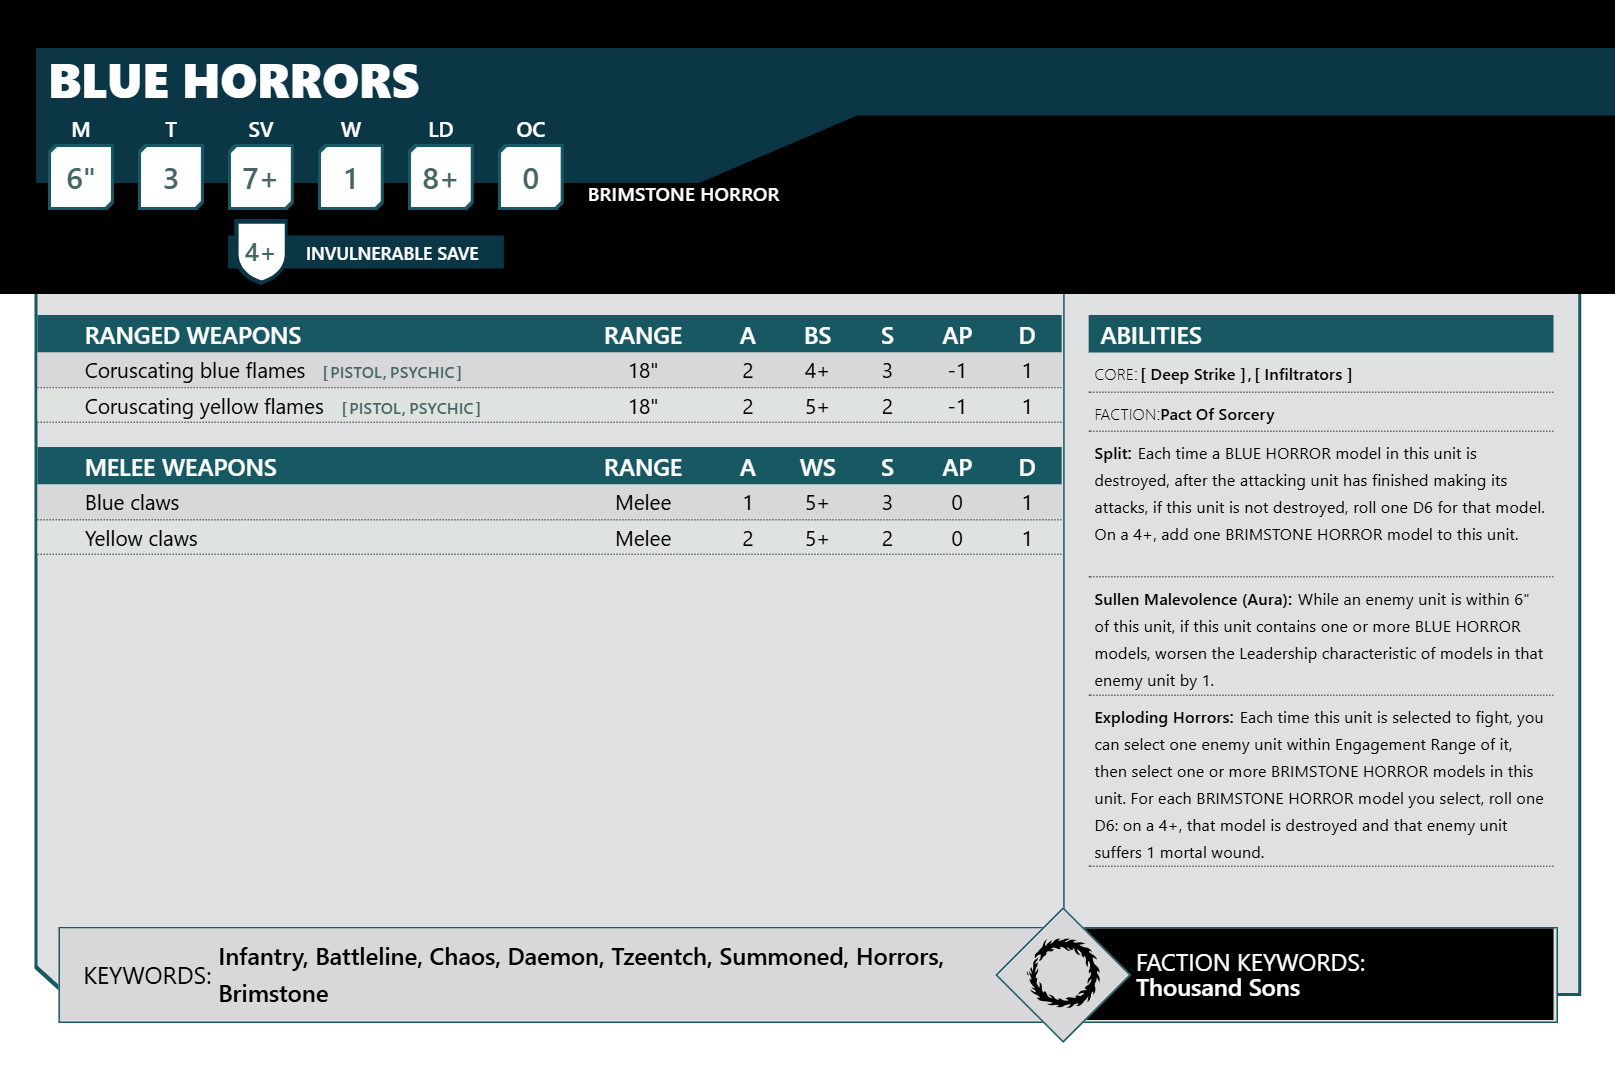 BLUE HORRORS
M T SV W LD OC
6" 3 7+ 1 8+ 0 BRIMSTONE HORROR
4+ INVULNERABLE SAVE
RANGED WEAPONS RANGE A BS S AP D
Coruscating blue flames [PISTOL, PSYCHIC] 18" 2 4+ 3 -1 1
Coruscating yellow flames [PISTOL, PSYCHIC] 18" 2 5+ 2 -1 1
MELEE WEAPONS RANGE A WS S AP D
Blue claws Melee 1 5+ 3 0 1
Yellow claws Melee 2 5+ 2 0 1
ABILITIES
CORE: [ Deep Strike ] , [ Infiltrators ]
FACTION:Pact Of Sorcery
Split: Each time a BLUE HORROR model in this unit is
destroyed, after the attacking unit has finished making its
attacks, if this unit is not destroyed, roll one D6 for that model.
On a 4+, add one BRIMSTONE HORROR model to this unit.
Sullen Malevolence (Aura): While an enemy unit is within 6"
of this unit, if this unit contains one or more BLUE HORROR
models, worsen the Leadership characteristic of models in that
enemy unit by 1.
Exploding Horrors: Each time this unit is selected to fight, you
can select one enemy unit within Engagement Range of it,
then select one or more BRIMSTONE HORROR models in this
unit. For each BRIMSTONE HORROR model you select, roll one
D6: on a 4+, that model is destroyed and that enemy unit
suffers 1 mortal wound.
KEYWORDS: Infantry, Battleline, Chaos, Daemon, Tzeentch, Summoned, Horrors,
Brimstone
FACTION KEYWORDS:
Thousand Sons